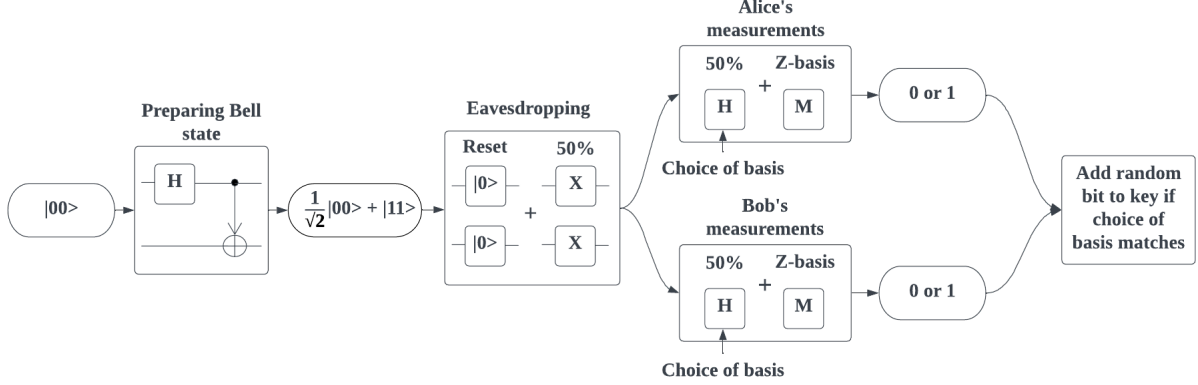 |00>
Preparing Bell
state
H
1
√2
|00> + |11>
Eavesdropping
Reset
50%
|0>
X
+
|0>
X
Alice's
measurements
50%
Z-basis
+
H
M
Choice of basis
0 or 1
Bob's
measurements
50%
Z-basis
+
H
M
Choice of basis
0 or 1
Add random
bit to key if
choice of
basis matches